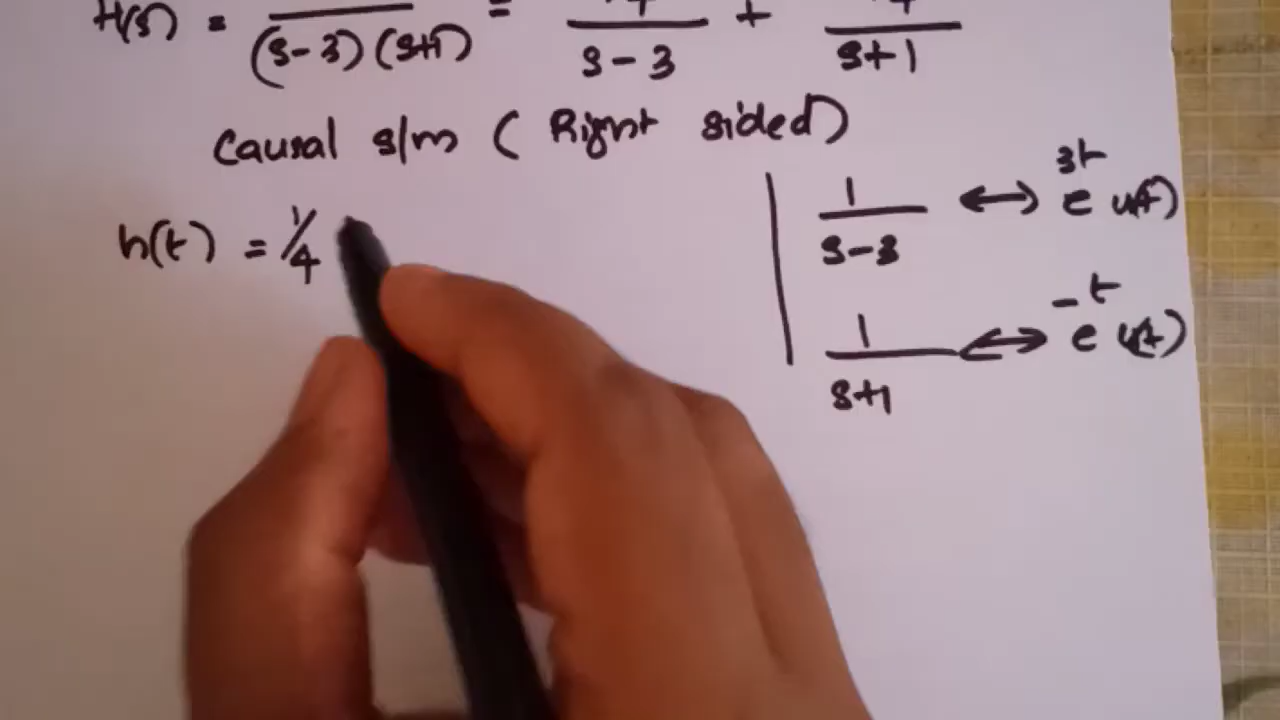 H(s) = ─── = ─── + ───
(s-3)(s+1) s-3 s+1
Causal s/m ( Right sided)
h(t) = 1/4
1/(s-3) ↔ e^3t u(t)
1/(s+1) ↔ e^-t u(t)